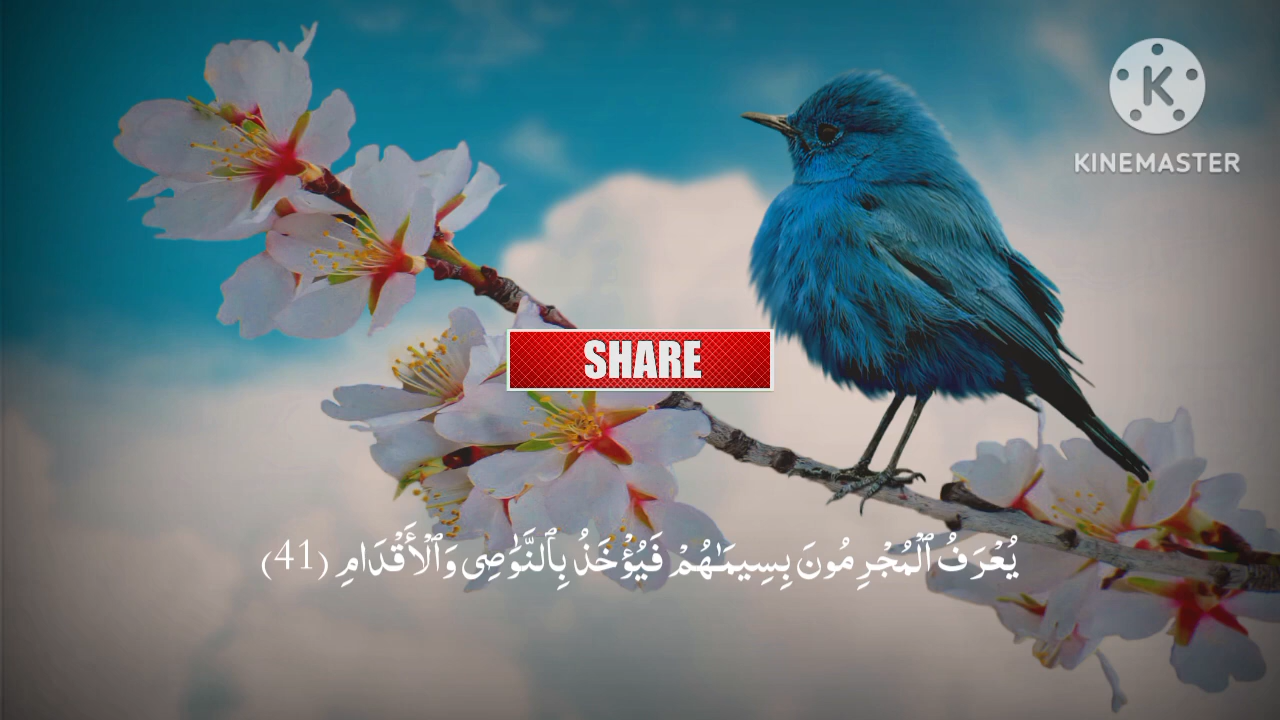 KINEMASTER
SHARE
يُعْرَفُ ٱلْمُجْرِمُونَ بِسِيمَـٰهُمْ فَيُؤْخَذُ بِٱلنَّوَٰصِى وَٱلْأَقْدَامِ (41)